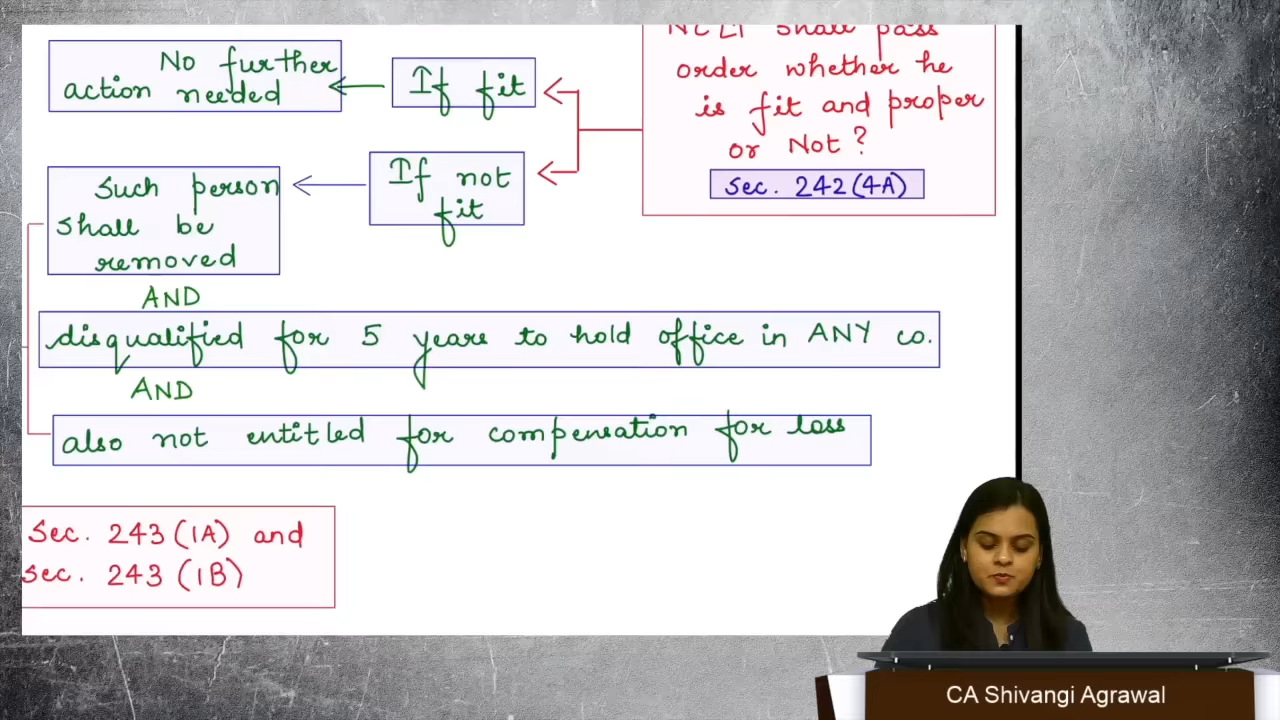 NCLT shall pass
order whether he
is fit and proper
or Not?
Sec. 242(4A)
If fit
No further
action needed
If not
fit
Such person
shall be
removed
AND
disqualified for 5 years to hold office in ANY co.
AND
also not entitled for compensation for loss
Sec. 243 (1A) and
Sec. 243 (1B)
CA Shivangi Agrawal